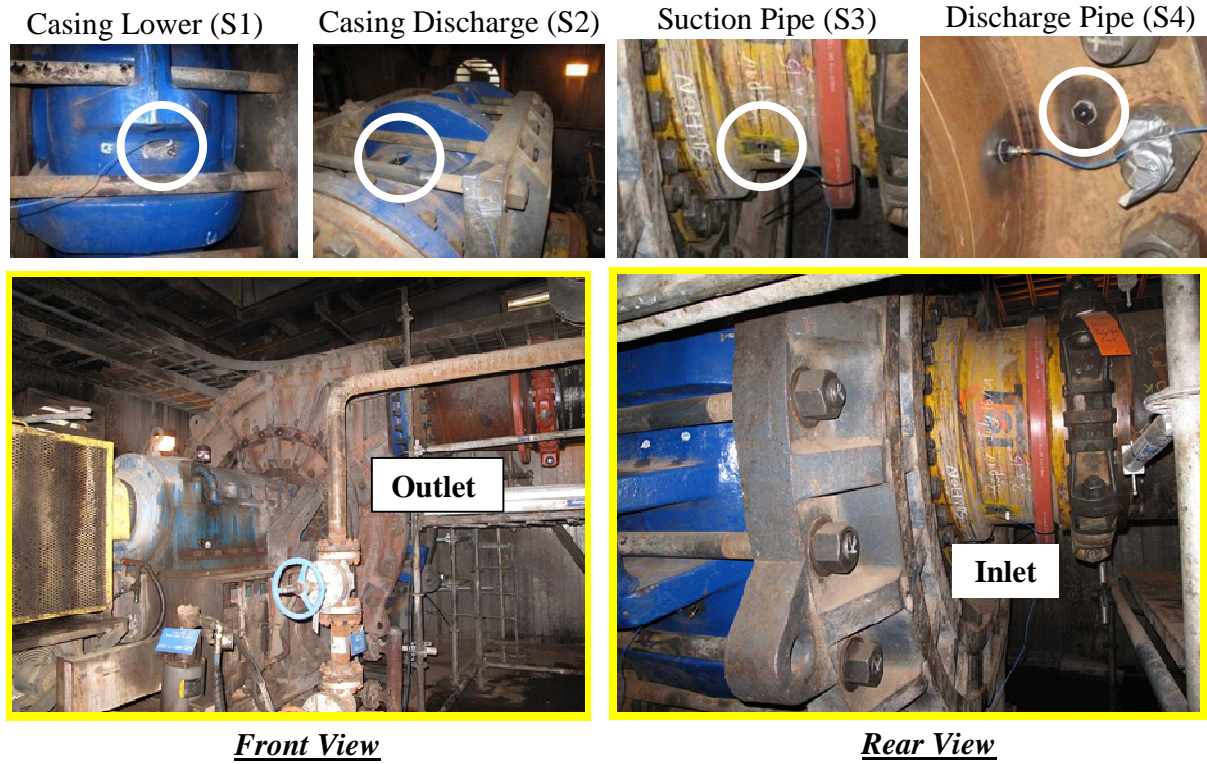 Casing Lower (S1)
Casing Discharge (S2)
Suction Pipe (S3)
Discharge Pipe (S4)
Outlet
Inlet
Front View
Rear View